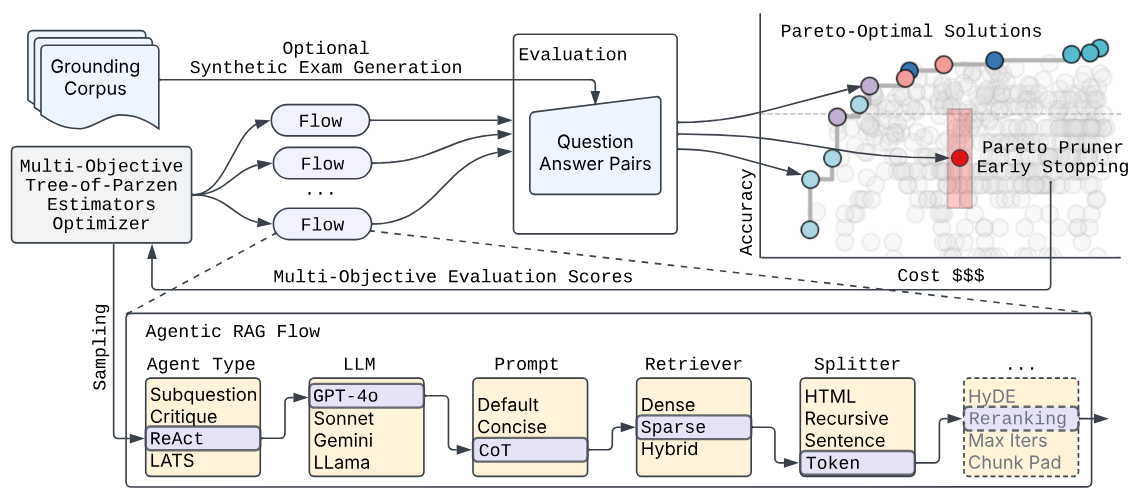 Grounding
Corpus
Optional
Synthetic Exam Generation
Evaluation
Question
Answer Pairs
Pareto-Optimal Solutions
Pareto Pruner
Early Stopping
Accuracy
Cost $$$
Multi-Objective
Tree-of-Parzen
Estimators
Optimizer
Flow
Flow
...
Flow
Multi-Objective Evaluation Scores
Sampling
Agentic RAG Flow
Agent Type
Subquestion
Critique
ReAct
LATS
LLM
GPT-4o
Sonnet
Gemini
LLama
Prompt
Default
Concise
CoT
Retriever
Dense
Sparse
Hybrid
Splitter
HTML
Recursive
Sentence
Token
...
HyDE
Reranking
Max Iters
Chunk Pad